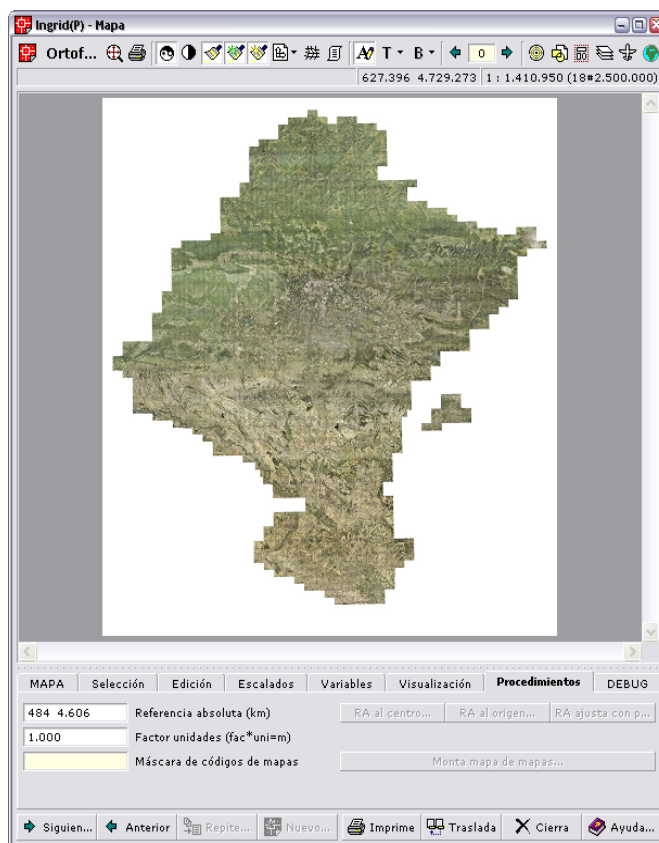 Ingrid(P) - Mapa
Ortof... A T B 0
627.396 4.729.273 1 : 1.410.950 (18#2.500.000)
MAPA Selección Edición Escalados Variables Visualización Procedimientos DEBUG
484 4.606 Referencia absoluta (km) RA al centro... RA al origen... RA ajusta con p...
1.000 Factor unidades (fac*uni=m)
Máscara de códigos de mapas Monta mapa de mapas...
Siguien... Anterior Repite... Nuevo... Imprime Traslada Cierra Ayuda...